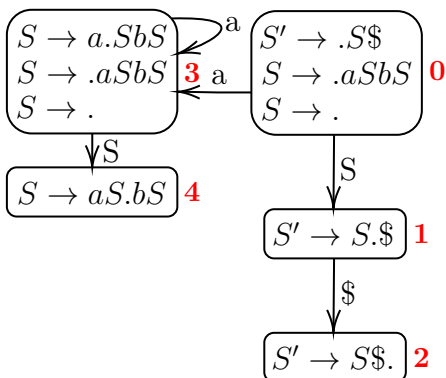 S → a.SbS
S → .aSbS
S → .
3
a
a
S' → .S$
S → .aSbS
S → .
0
S
S → aS.bS
4
S
S' → S.$
1
$
S' → S$.
2